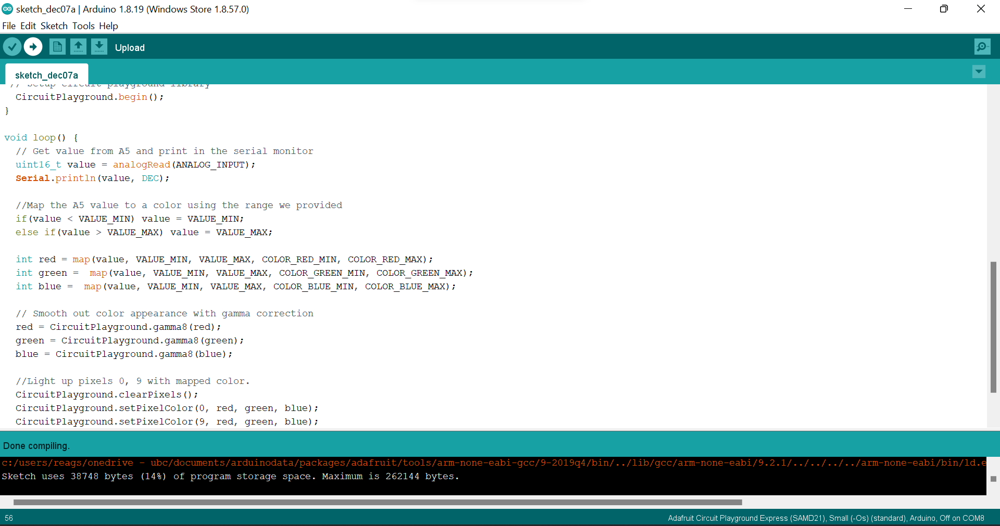 sketch_dec07a | Arduino 1.8.19 (Windows Store 1.8.57.0)
File Edit Sketch Tools Help
Upload
sketch_dec07a
// Setup circuit playground library
CircuitPlayground.begin();
}
void loop() {
// Get value from A5 and print in the serial monitor
uint16_t value = analogRead(ANALOG_INPUT);
Serial.println(value, DEC);
//Map the A5 value to a color using the range we provided
if(value < VALUE_MIN) value = VALUE_MIN;
else if(value > VALUE_MAX) value = VALUE_MAX;
int red = map(value, VALUE_MIN, VALUE_MAX, COLOR_RED_MIN, COLOR_RED_MAX);
int green =  map(value, VALUE_MIN, VALUE_MAX, COLOR_GREEN_MIN, COLOR_GREEN_MAX);
int blue =  map(value, VALUE_MIN, VALUE_MAX, COLOR_BLUE_MIN, COLOR_BLUE_MAX);
// Smooth out color appearance with gamma correction
red = CircuitPlayground.gamma8(red);
green = CircuitPlayground.gamma8(green);
blue = CircuitPlayground.gamma8(blue);
//Light up pixels 0, 9 with mapped color.
CircuitPlayground.clearPixels();
CircuitPlayground.setPixelColor(0, red, green, blue);
CircuitPlayground.setPixelColor(9, red, green, blue);
Done compiling.
c:/users/reags/onedrive - ubc/documents/arduinodata/packages/adafruit/tools/arm-none-eabi-gcc/9-2019q4/bin/../lib/gcc/arm-none-eabi/9.2.1/../../../../arm-none-eabi/bin/ld.e
Sketch uses 38748 bytes (14%) of program storage space. Maximum is 262144 bytes.
56
Adafruit Circuit Playground Express (SAMD21), Small (-Os) (standard), Arduino, Off on COM8